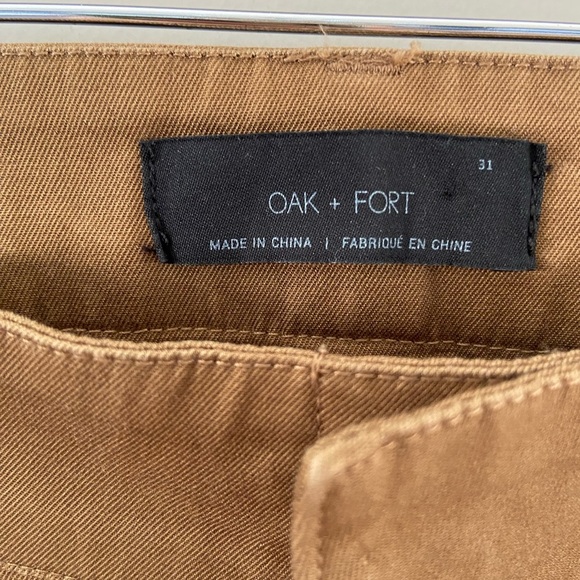 31
OAK + FORT
MADE IN CHINA | FABRIQUÉ EN CHINE